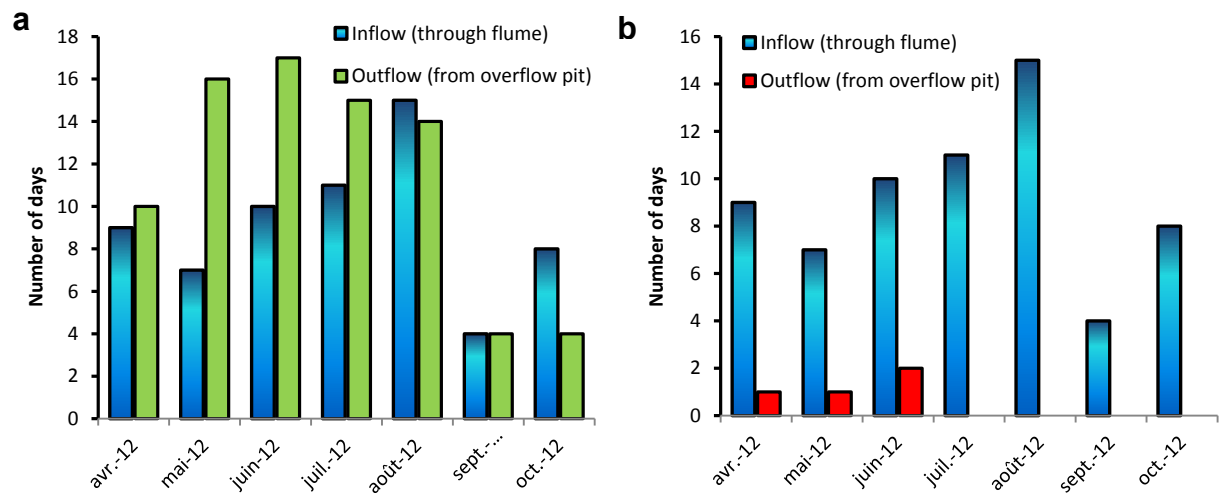 a
18
16
14
12
10
8
6
4
2
0
Number of days
Inflow (through flume)
Outflow (from overflow pit)
avr.-12
mai-12
juin-12
juil.-12
août-12
sept.-...
oct.-12
b
16
14
12
10
8
6
4
2
0
Number of days
Inflow (through flume)
Outflow (from overflow pit)
avr.-12
mai-12
juin-12
juil.-12
août-12
sept.-12
oct.-12